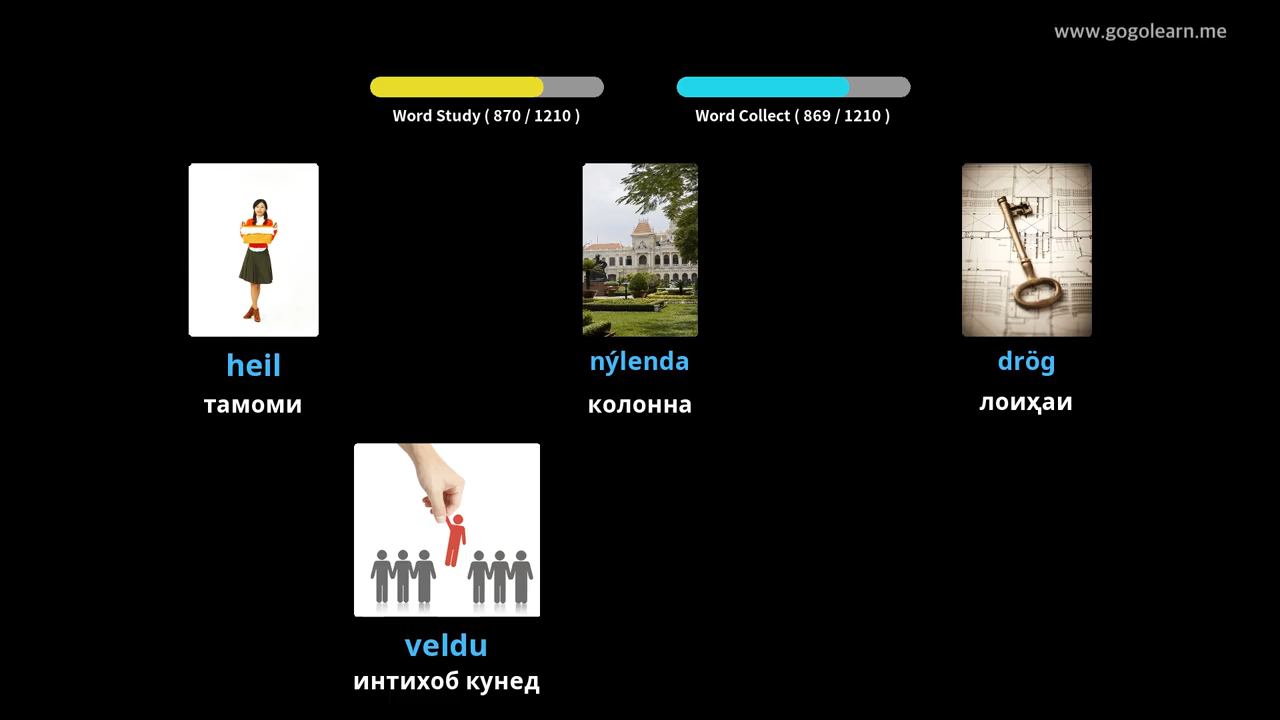 www.gogolearn.me
Word Study ( 870 / 1210 )
Word Collect ( 869 / 1210 )
heil
тамоми
nýlenda
колонна
drög
лоиҳаи
veldu
интихоб кунед